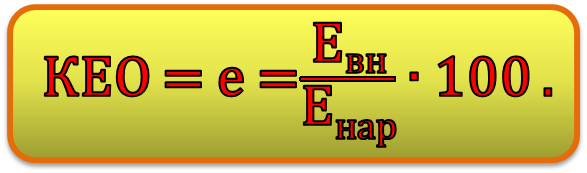 КЕО = е = Евн / Енар · 100 .